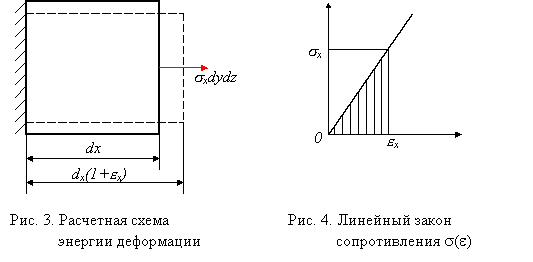 σx
σxdydz
0
εx
dx
dx(1+εx)
Рис. 3. Расчетная схема
энергии деформации
Рис. 4. Линейный закон
сопротивления σ(ε)